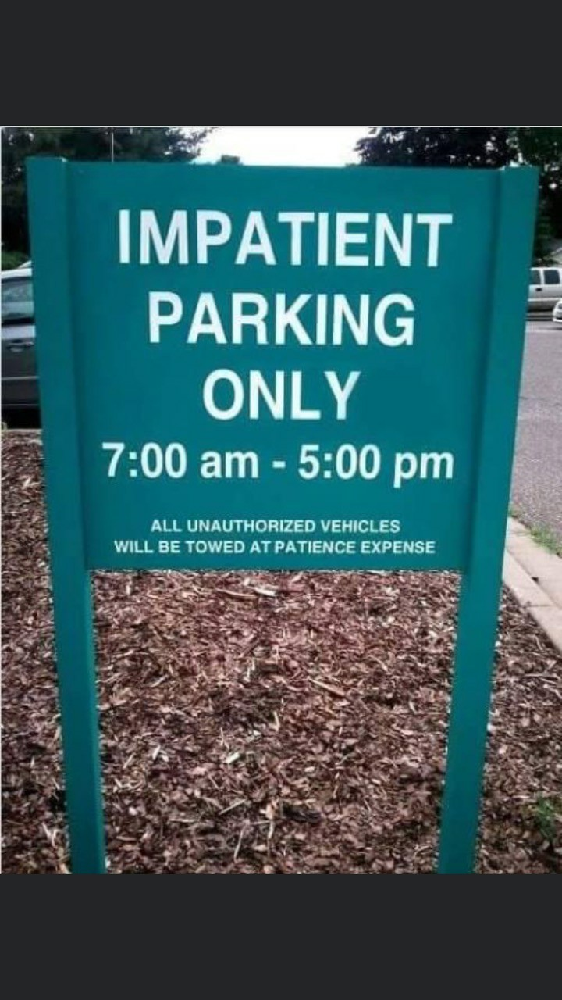 IMPATIENT
PARKING
ONLY
7:00 am - 5:00 pm
ALL UNAUTHORIZED VEHICLES
WILL BE TOWED AT PATIENCE EXPENSE